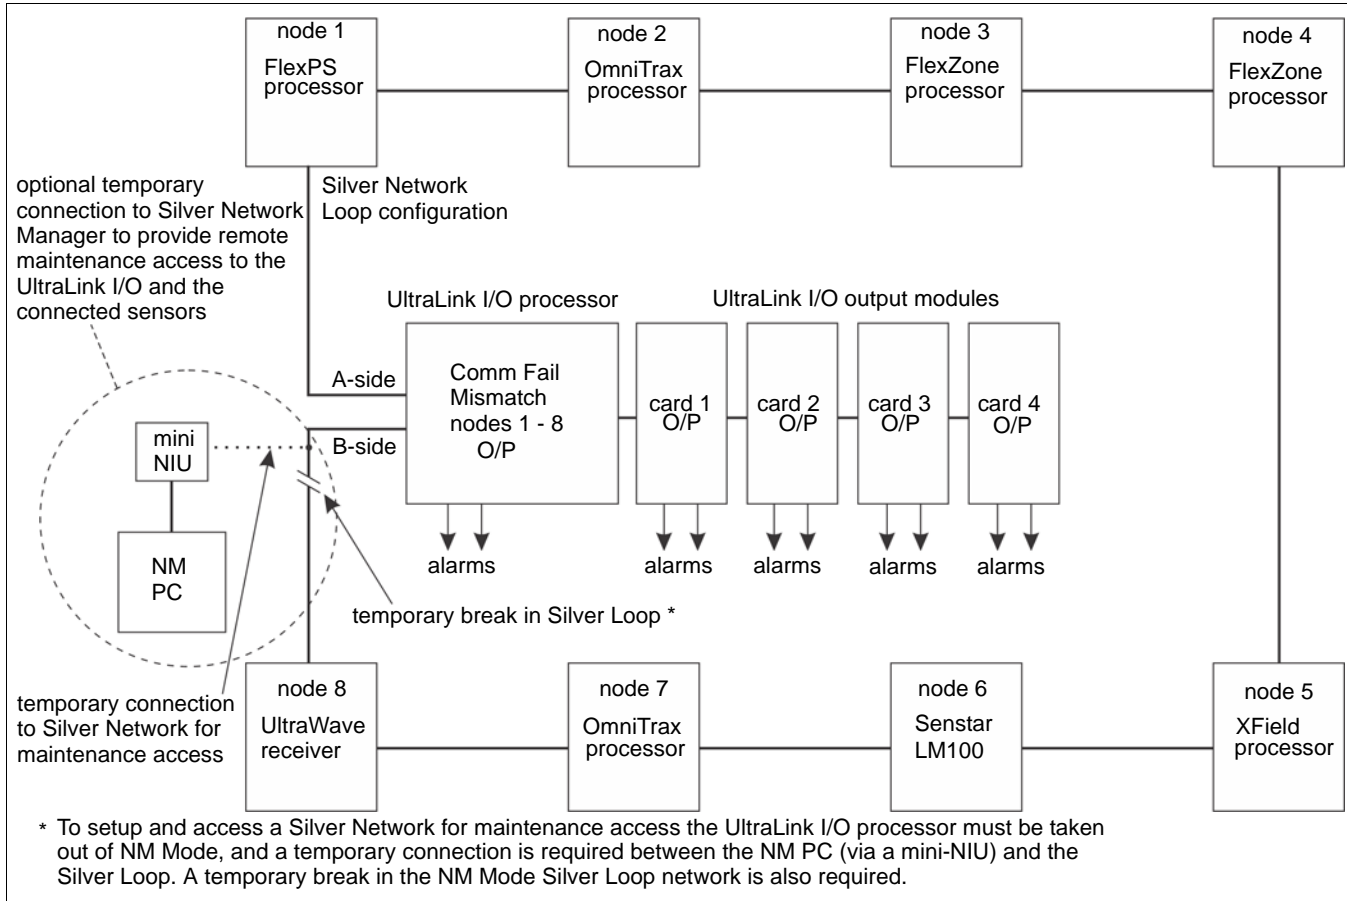 node 1
FlexPS
processor
node 2
OmniTrax
processor
node 3
FlexZone
processor
node 4
FlexZone
processor
optional temporary
connection to Silver Network
Manager to provide remote
maintenance access to the
UltraLink I/O and the
connected sensors
Silver Network
Loop configuration
UltraLink I/O processor
UltraLink I/O output modules
A-side
B-side
Comm Fail
Mismatch
nodes 1 - 8
O/P
card 1
O/P
card 2
O/P
card 3
O/P
card 4
O/P
mini
NIU
NM
PC
alarms
alarms
alarms
alarms
alarms
temporary break in Silver Loop *
temporary connection
to Silver Network for
maintenance access
node 8
UltraWave
receiver
node 7
OmniTrax
processor
node 6
Senstar
LM100
node 5
XField
processor
* To setup and access a Silver Network for maintenance access the UltraLink I/O processor must be taken
out of NM Mode, and a temporary connection is required between the NM PC (via a mini-NIU) and the
Silver Loop. A temporary break in the NM Mode Silver Loop network is also required.